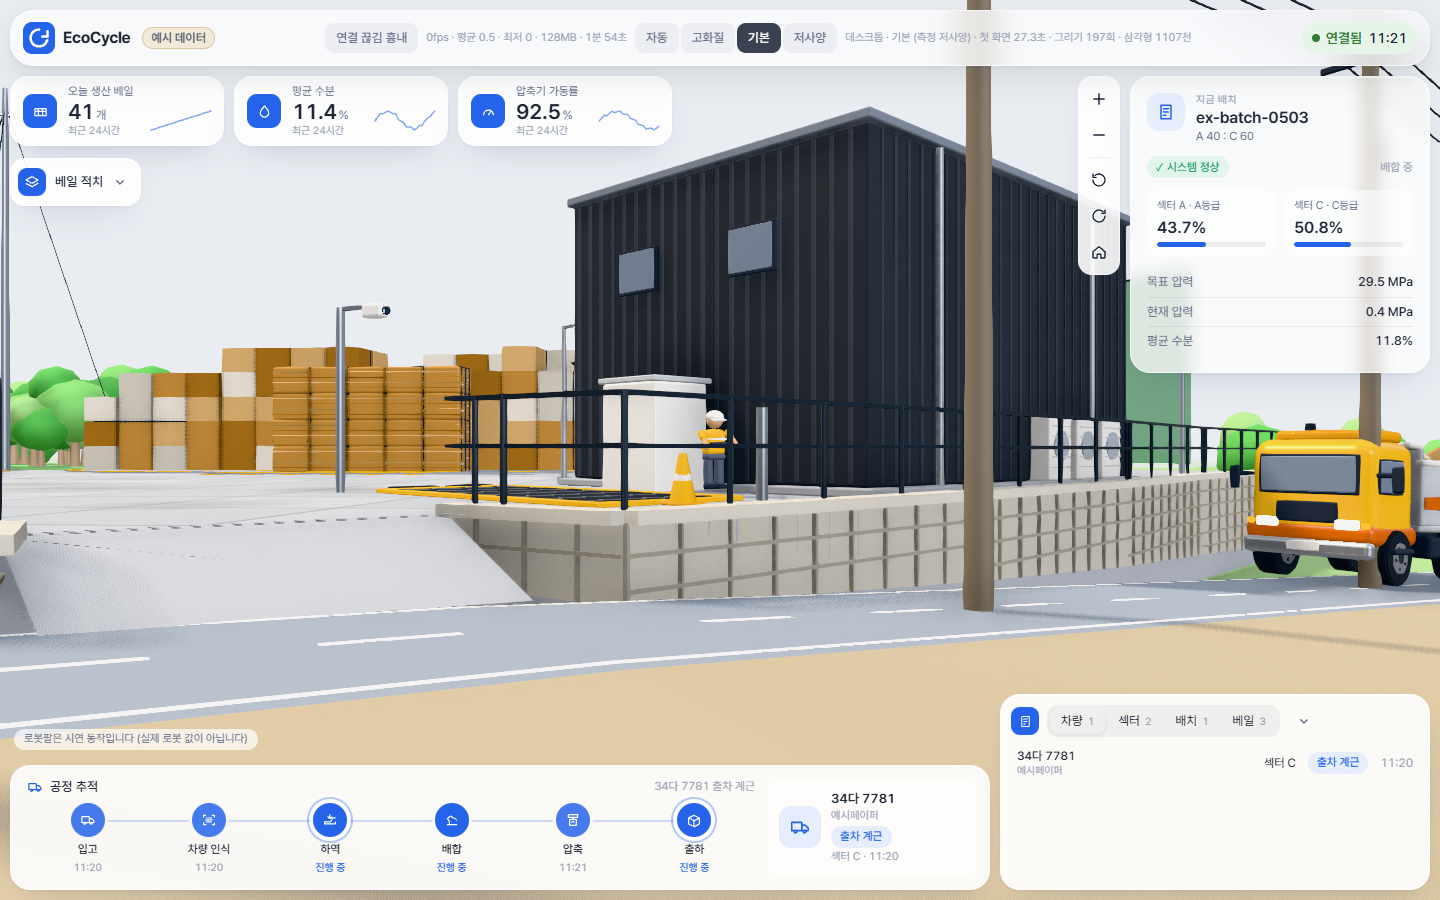 EcoCycle
예시 데이터
연결 끊김 흉내
0fps · 평균 0.5 · 최저 0 · 128MB · 1분 54초
자동
고화질
기본
저사양
데스크톱 · 기본 (측정 저사양) · 첫 화면 27.3초 · 그리기 197회 · 삼각형 1107천
연결됨 11:21
오늘 생산 베일
41 개
최근 24시간
평균 수분
11.4 %
최근 24시간
압축기 가동률
92.5 %
최근 24시간
베일 적치
지금 배치
ex-batch-0503
A 40 : C 60
✓ 시스템 정상
배합 중
섹터 A · A등급
43.7%
섹터 C · C등급
50.8%
목표 압력 29.5 MPa
현재 압력 0.4 MPa
평균 수분 11.8%
로봇팔은 시연 동작입니다 (실제 로봇 값이 아닙니다)
공정 추적
34다 7781 출차 계근
입고
11:20
차량 인식
11:20
하역
진행 중
배합
진행 중
압축
11:21
출하
진행 중
34다 7781
예시페이퍼
출차 계근
섹터 C · 11:20
차량 1
섹터 2
배치 1
베일 3
34다 7781
예시페이퍼
섹터 C
출차 계근
11:20